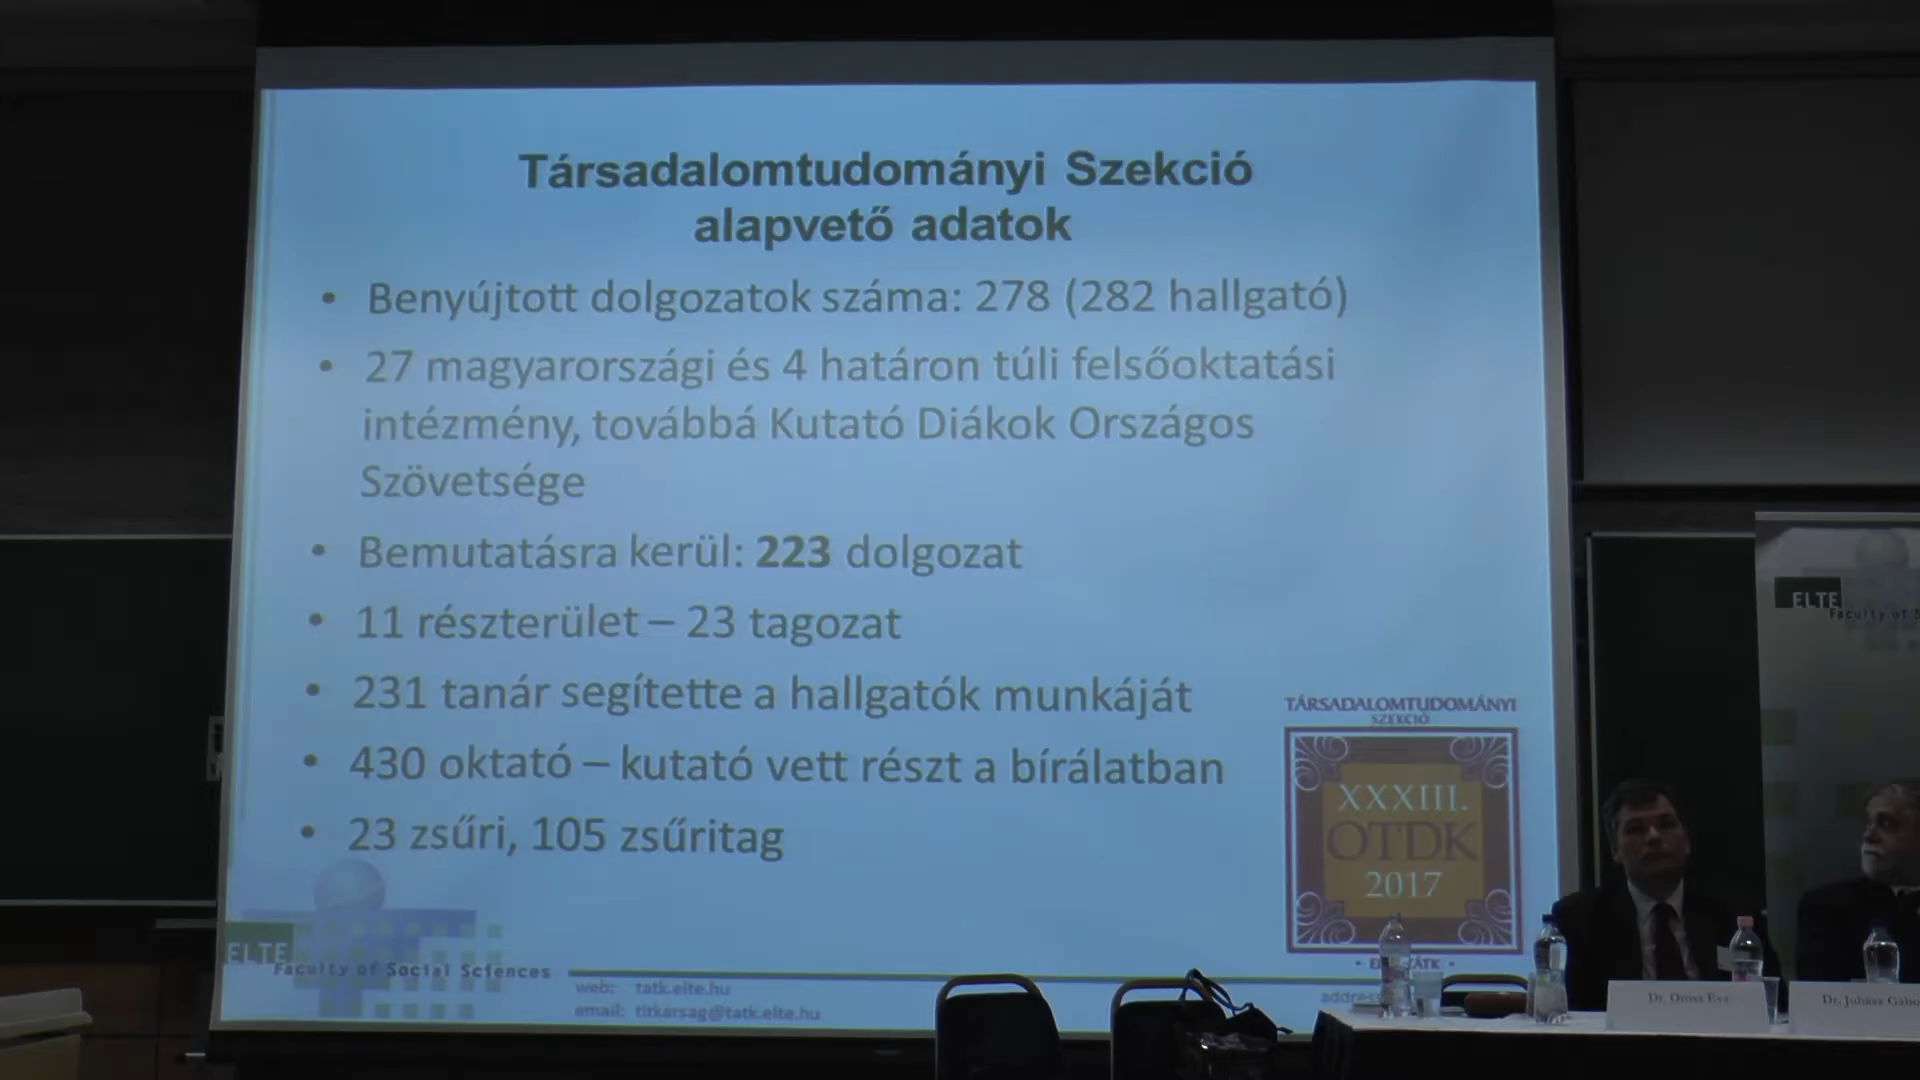 Társadalomtudományi Szekció
alapvető adatok
• Benyújtott dolgozatok száma: 278 (282 hallgató)
• 27 magyarországi és 4 határon túli felsőoktatási
intézmény, továbbá Kutató Diákok Országos
Szövetsége
• Bemutatásra kerül: 223 dolgozat
• 11 részterület – 23 tagozat
• 231 tanár segítette a hallgatók munkáját
• 430 oktató – kutató vett részt a bírálatban
• 23 zsűri, 105 zsűritag
TÁRSADALOMTUDOMÁNYI
SZEKCIÓ
XXXIII.
OTDK
2017
ELTE
Faculty of Social Sciences
web: tatk.elte.hu
email: titkarsag@tatk.elte.hu
ELTE
Faculty of S
Dr. Orosz Éva
Dr. Juhász Gábo